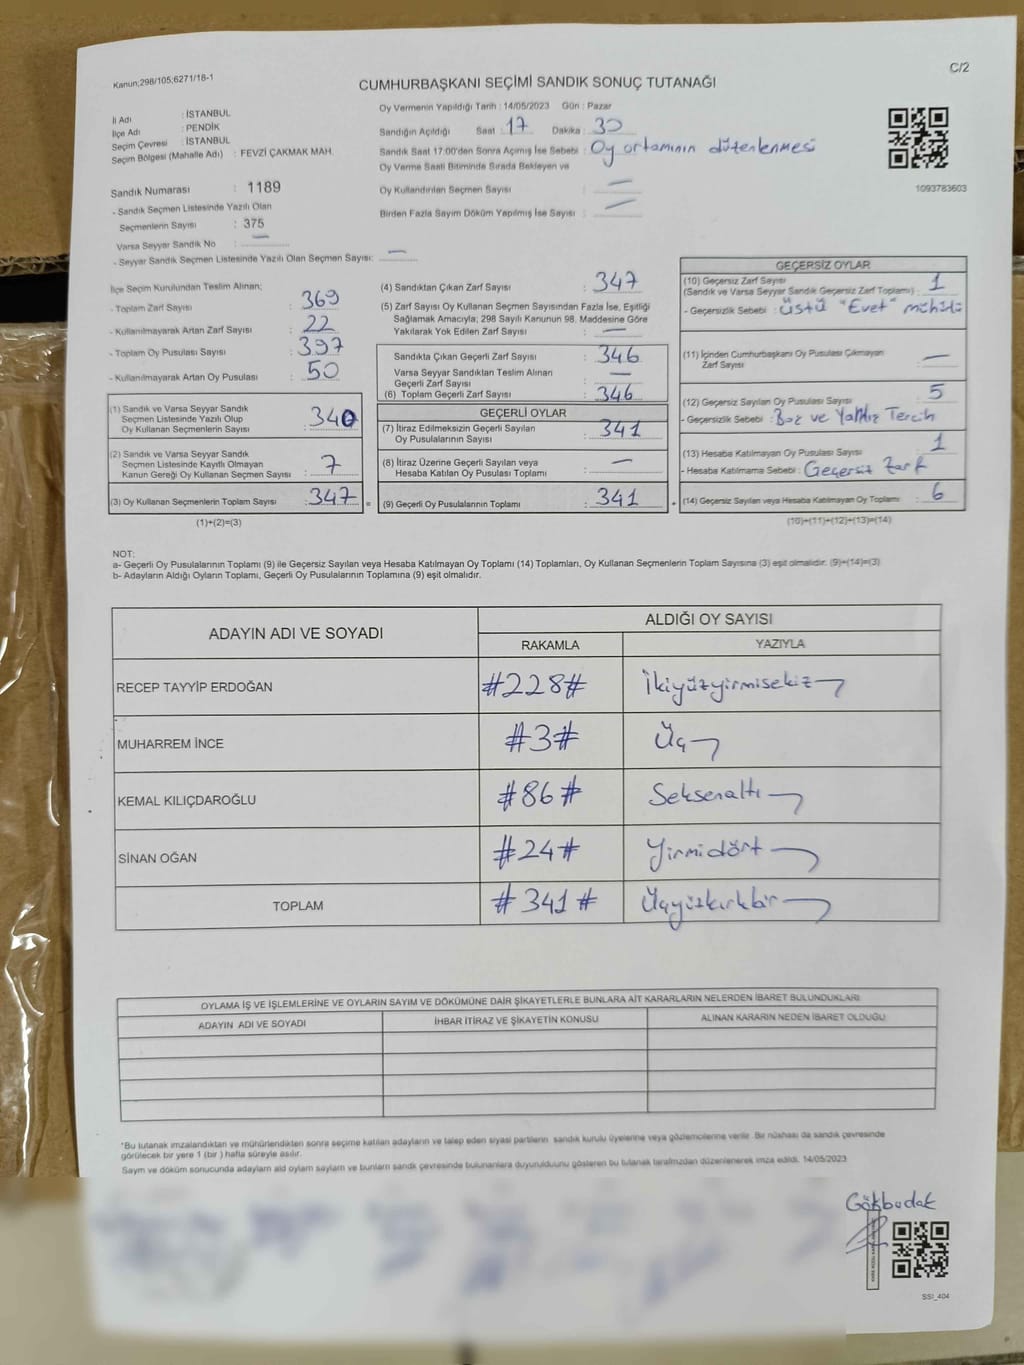 Kanun;298/105;6271/18-1
C/2
CUMHURBAŞKANI SEÇİMİ SANDIK SONUÇ TUTANAĞI
İl Adı : İSTANBUL
İlçe Adı : PENDİK
Seçim Çevresi : İSTANBUL
Seçim Bölgesi (Mahalle Adı) : FEVZİ ÇAKMAK MAH.
Sandık Numarası : 1189
- Sandık Seçmen Listesinde Yazılı Olan
Seçmenlerin Sayısı : 375
Varsa Seyyar Sandık No : —
- Seyyar Sandık Seçmen Listesinde Yazılı Olan Seçmen Sayısı: —
Oy Vermenin Yapıldığı Tarih : 14/05/2023 Gün : Pazar
Sandığın Açıldığı Saat : 17 Dakika : 30
Sandık Saat 17:00'den Sonra Açımış İse Sebebi : Oy ortamının düzenlenmesi
Oy Verme Saati Bitiminde Sırada Bekleyen ve
Oy Kullandırılan Seçmen Sayısı : —
Birden Fazla Sayım Döküm Yapılmış İse Sayısı : —
1093783603
İlçe Seçim Kurulundan Teslim Alınan;
- Toplam Zarf Sayısı : 369
- Kullanılmayarak Artan Zarf Sayısı : 22
- Toplam Oy Pusulası Sayısı : 397
- Kullanılmayarak Artan Oy Pusulası : 50
(1) Sandık ve Varsa Seyyar Sandık
Seçmen Listesinde Yazılı Olup
Oy Kullanan Seçmenlerin Sayısı : 340
(2) Sandık ve Varsa Seyyar Sandık
Seçmen Listesinde Kayıtlı Olmayan
Kanun Gereği Oy Kullanan Seçmen Sayısı : 7
(3) Oy Kullanan Seçmenlerin Toplam Sayısı : 347 =
(1)+(2)=(3)
(4) Sandıktan Çıkan Zarf Sayısı : 347
(5) Zarf Sayısı Oy Kullanan Seçmen Sayısından Fazla İse, Eşitliği
Sağlamak Amacıyla; 298 Sayılı Kanunun 98. Maddesine Göre
Yakılarak Yok Edilen Zarf Sayısı : —
Sandıkta Çıkan Geçerli Zarf Sayısı : 346
Varsa Seyyar Sandıktan Teslim Alınan
Geçerli Zarf Sayısı : —
(6) Toplam Geçerli Zarf Sayısı : 346
GEÇERLİ OYLAR
(7) İtiraz Edilmeksizin Geçerli Sayılan
Oy Pusulalarının Sayısı : 341
(8) İtiraz Üzerine Geçerli Sayılan veya
Hesaba Katılan Oy Pusulası Toplamı : —
(9) Geçerli Oy Pusulalarının Toplamı : 341 +
GEÇERSİZ OYLAR
(10) Geçersiz Zarf Sayısı
(Sandık ve Varsa Seyyar Sandık Geçersiz Zarf Toplamı) : 1
- Geçersizlik Sebebi : Üstü "Evet" mühürlü
(11) İçinden Cumhurbaşkanı Oy Pusulası Çıkmayan
Zarf Sayısı : —
(12) Geçersiz Sayılan Oy Pusulası Sayısı : 5
- Geçersizlik Sebebi : Boş ve Yanlış Tercih
(13) Hesaba Katılmayan Oy Pusulası Sayısı : 1
- Hesaba Katılmama Sebebi : Geçersiz Zarf
(14) Geçersiz Sayılan veya Hesaba Katılmayan Oy Toplamı : 6
(10)+(11)+(12)+(13)=(14)
NOT:
a- Geçerli Oy Pusulalarının Toplamı (9) ile Geçersiz Sayılan veya Hesaba Katılmayan Oy Toplamı (14) Toplamları, Oy Kullanan Seçmenlerin Toplam Sayısına (3) eşit olmalıdır. (9)+(14)=(3)
b- Adayların Aldığı Oyların Toplamı, Geçerli Oy Pusulalarının Toplamına (9) eşit olmalıdır.
ADAYIN ADI VE SOYADI
ALDIĞI OY SAYISI
RAKAMLA YAZIYLA
RECEP TAYYİP ERDOĞAN #228# İkiyüzyirmisekiz
MUHARREM İNCE #3# Üç
KEMAL KILIÇDAROĞLU #86# Seksenaltı
SİNAN OĞAN #24# Yirmidört
TOPLAM #341# Üçyüzkırkbir
OYLAMA İŞ VE İŞLEMLERİNE VE OYLARIN SAYIM VE DÖKÜMÜNE DAİR ŞİKAYETLERLE BUNLARA AİT KARARLARIN NELERDEN İBARET BULUNDUKLARI
ADAYIN ADI VE SOYADI İHBAR İTİRAZ VE ŞİKAYETİN KONUSU ALINAN KARARIN NEDEN İBARET OLDUĞU
*Bu tutanak imzalandıktan ve mühürlendikten sonra seçime katılan adayların ve talep eden siyasi partilerin sandık kurulu üyelerine veya gözlemcilerine verilir. Bir nüshası da sandık çevresinde
görülecek bir yere 1 (bir ) hafta süreyle asılır.
Sayım ve döküm sonucunda adayların ald oyların sayıları ve bunların sandık çevresinde bulunanlara duyurulduunu gösteren bu tutanak tarafımızdan düzenlenerek imza edildi. 14/05/2023
Gökbudak
SSI_404